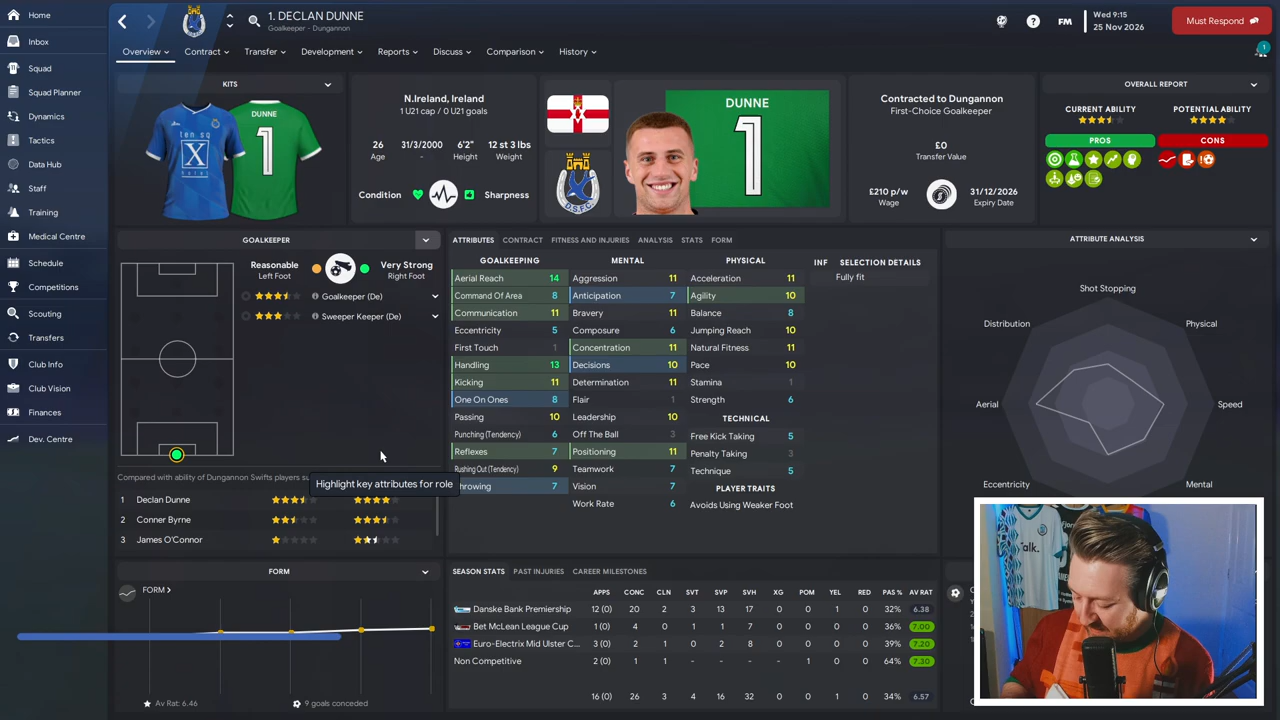 Home
Inbox
Squad
Squad Planner
Dynamics
Tactics
Data Hub
Staff
Training
Medical Centre
Schedule
Competitions
Scouting
Transfers
Club Info
Club Vision
Finances
Dev. Centre
1. DECLAN DUNNE
Goalkeeper - Dungannon
FM
Wed 9:15
25 Nov 2026
Must Respond
Overview
Contract
Transfer
Development
Reports
Discuss
Comparison
History
1
KITS
ten sq
X
hotel
DUNNE
1
N.Ireland, Ireland
1 U21 cap / 0 U21 goals
26 31/3/2000 6'2" 12 st 3 lbs
Age - Height Weight
Condition Sharpness
D.S.F.C
DUNNE
1
Contracted to Dungannon
First-Choice Goalkeeper
£0
Transfer Value
£210 p/w 31/12/2026
Wage Expiry Date
OVERALL REPORT
CURRENT ABILITY POTENTIAL ABILITY
PROS CONS
GOALKEEPER
Reasonable Very Strong
Left Foot Right Foot
Goalkeeper (De)
Sweeper Keeper (De)
Compared with ability of Dungannon Swifts players su
Highlight key attributes for role
1 Declan Dunne
2 Conner Byrne
3 James O'Connor
ATTRIBUTES CONTRACT FITNESS AND INJURIES ANALYSIS STATS FORM
GOALKEEPING MENTAL PHYSICAL
Aerial Reach 14 Aggression 11 Acceleration 11
Command Of Area 8 Anticipation 7 Agility 10
Communication 11 Bravery 11 Balance 8
Eccentricity 5 Composure 6 Jumping Reach 10
First Touch 1 Concentration 11 Natural Fitness 11
Handling 13 Decisions 10 Pace 10
Kicking 11 Determination 11 Stamina 1
One On Ones 8 Flair 1 Strength 6
Passing 10 Leadership 10 TECHNICAL
Punching (Tendency) 6 Off The Ball 3 Free Kick Taking 5
Reflexes 7 Positioning 11 Penalty Taking 3
Rushing Out (Tendency) 9 Teamwork 7 Technique 5
hrowing 7 Vision 7 PLAYER TRAITS
Work Rate 6 Avoids Using Weaker Foot
INF SELECTION DETAILS
Fully fit
ATTRIBUTE ANALYSIS
Shot Stopping
Distribution Physical
Aerial Speed
Eccentricity Mental
FORM
FORM
Av Rat: 6.46 9 goals conceded
SEASON STATS PAST INJURIES CAREER MILESTONES
APPS CONC CLN SVT SVP SVH XG POM YEL RED PAS % AV RAT
Danske Bank Premiership 12 (0) 20 2 3 13 17 0 0 1 0 32% 6.38
Bet McLean League Cup 1 (0) 4 0 1 1 7 0 0 0 0 36% 7.00
Euro-Electrix Mid Ulster C... 3 (0) 2 1 0 2 8 0 0 0 0 39% 7.20
Non Competitive 2 (0) 1 1 - - - 0 1 0 0 64% 7.30
16 (0) 26 3 4 16 32 0 0 1 0 34% 6.57
Talk.